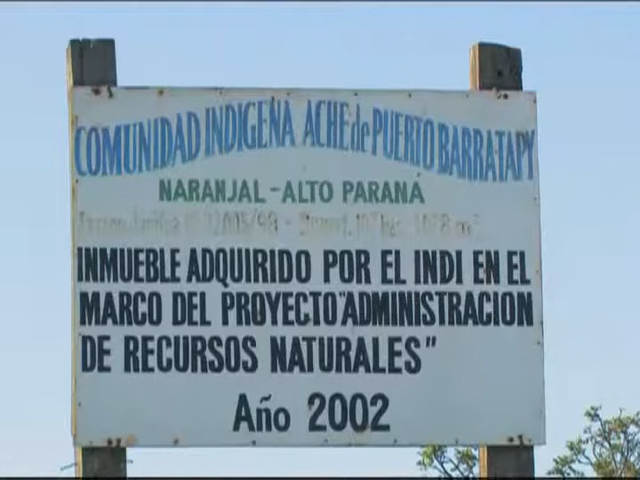 COMUNIDAD INDIGENA ACHE de PUERTO BARRATAPY
NARANJAL - ALTO PARANA
INMUEBLE ADQUIRIDO POR EL INDI EN EL
MARCO DEL PROYECTO "ADMINISTRACION
DE RECURSOS NATURALES"
Año 2002